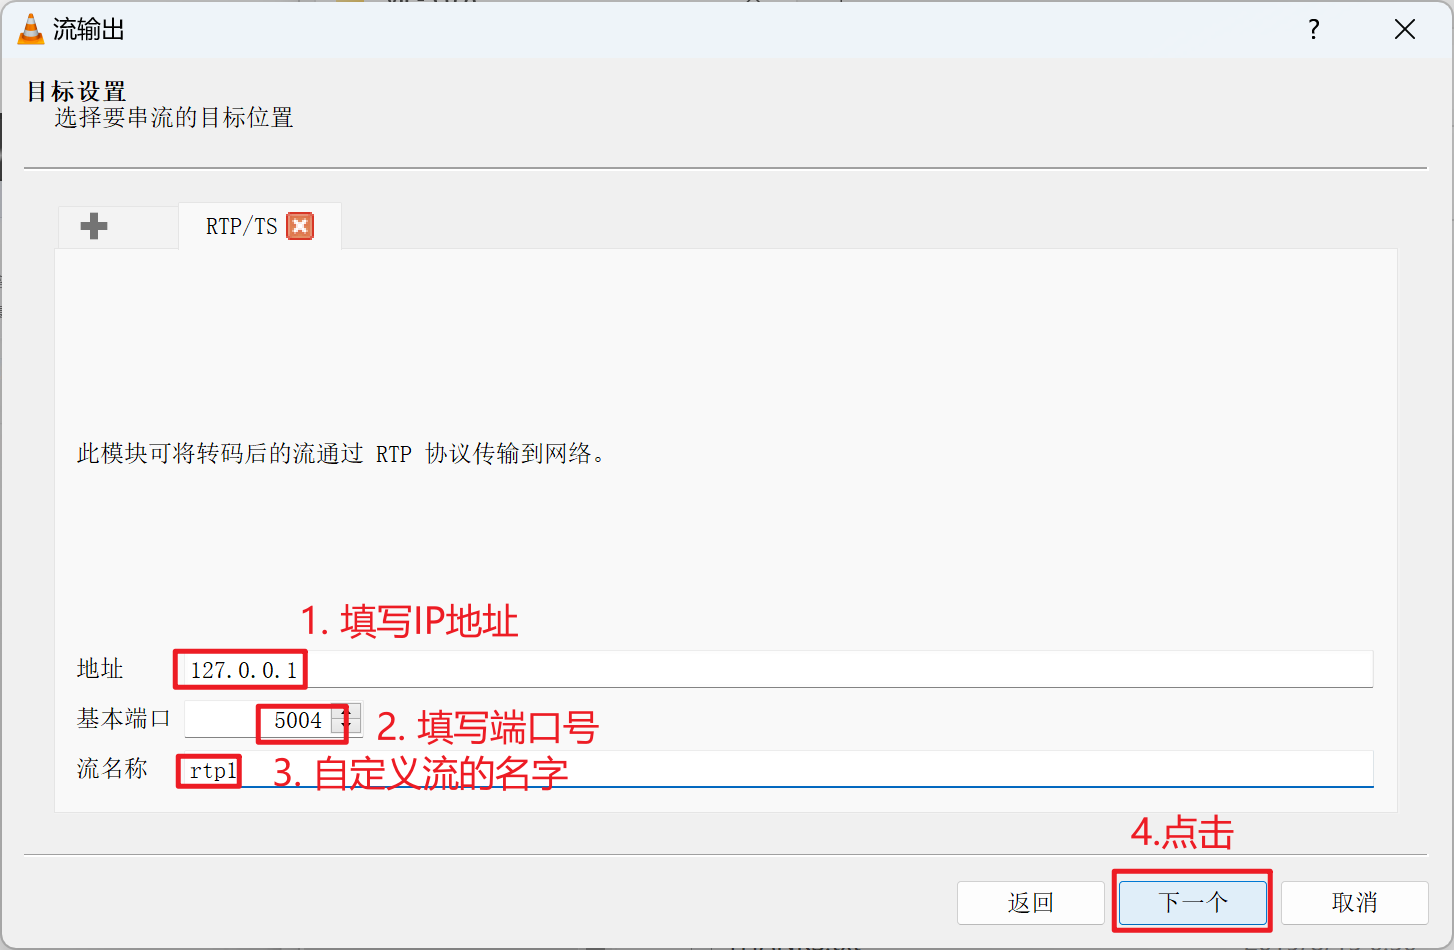 流输出
?
目标设置
选择要串流的目标位置
RTP/TS
此模块可将转码后的流通过 RTP 协议传输到网络。
1. 填写IP地址
地址 127.0.0.1
基本端口 5004 2. 填写端口号
流名称 rtp1 3. 自定义流的名字
4.点击
返回 下一个 取消